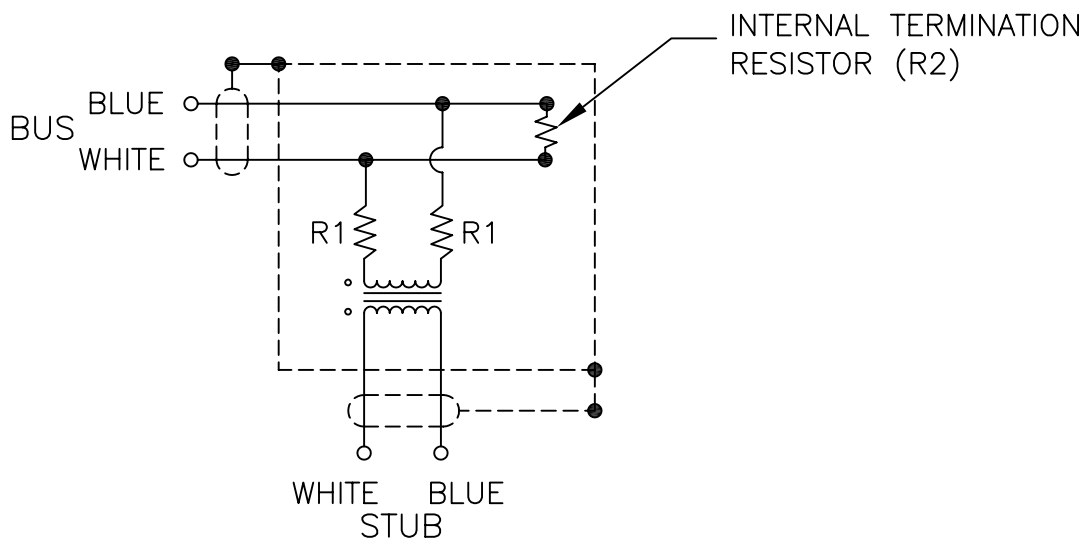 INTERNAL TERMINATION
RESISTOR (R2)
BLUE
BUS
WHITE
R1 R1
WHITE BLUE
STUB